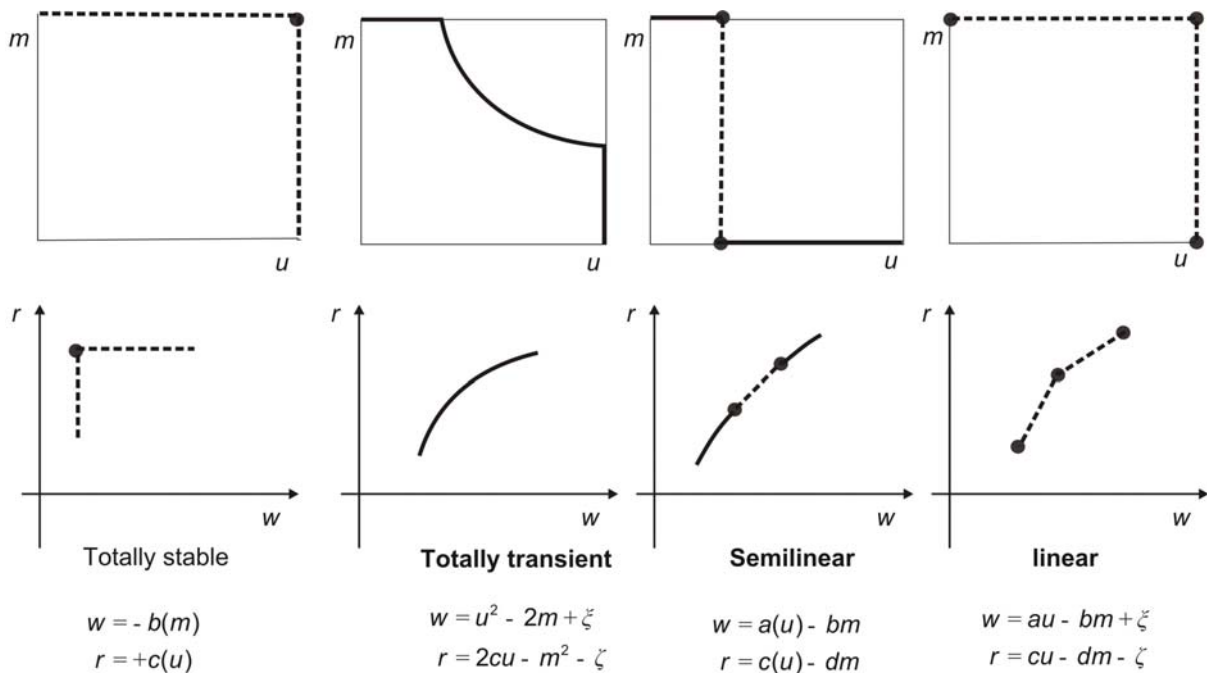 m
u
m
u
m
u
m
u
r
w
r
w
r
w
r
w
Totally stable
Totally transient
Semilinear
linear
w = - b(m)
r = +c(u)
w = u² - 2m + ξ
r = 2cu - m² - ζ
w = a(u) - bm
r = c(u) - dm
w = au - bm + ξ
r = cu - dm - ζ